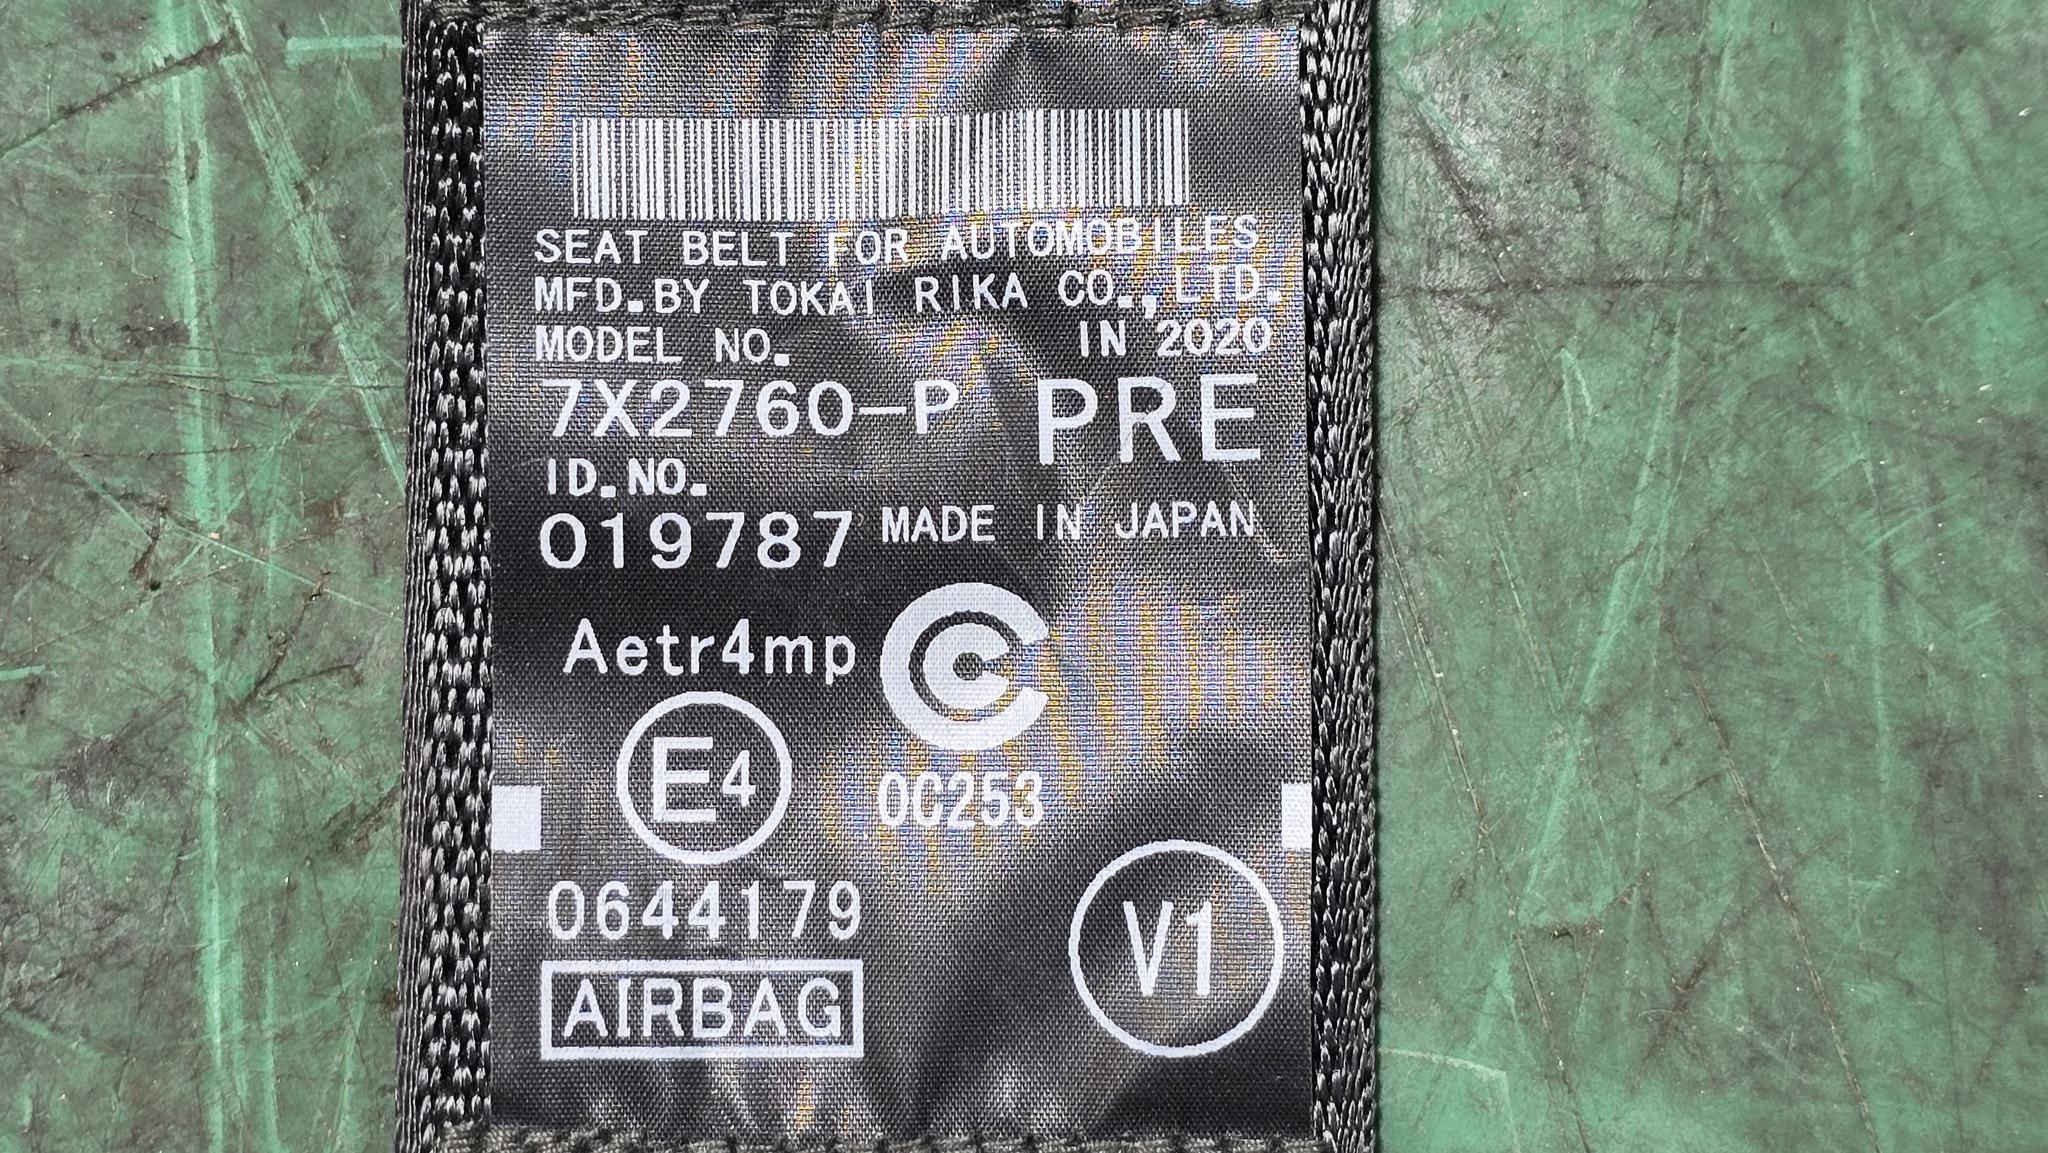 SEAT BELT FOR AUTOMOBILES
MFD.BY TOKAI RIKA CO.,LTD.
MODEL NO. IN 2020
7X2760-P PRE
ID.NO.
019787 MADE IN JAPAN
Aetr4mp
E4
0C253
0644179
V1
AIRBAG